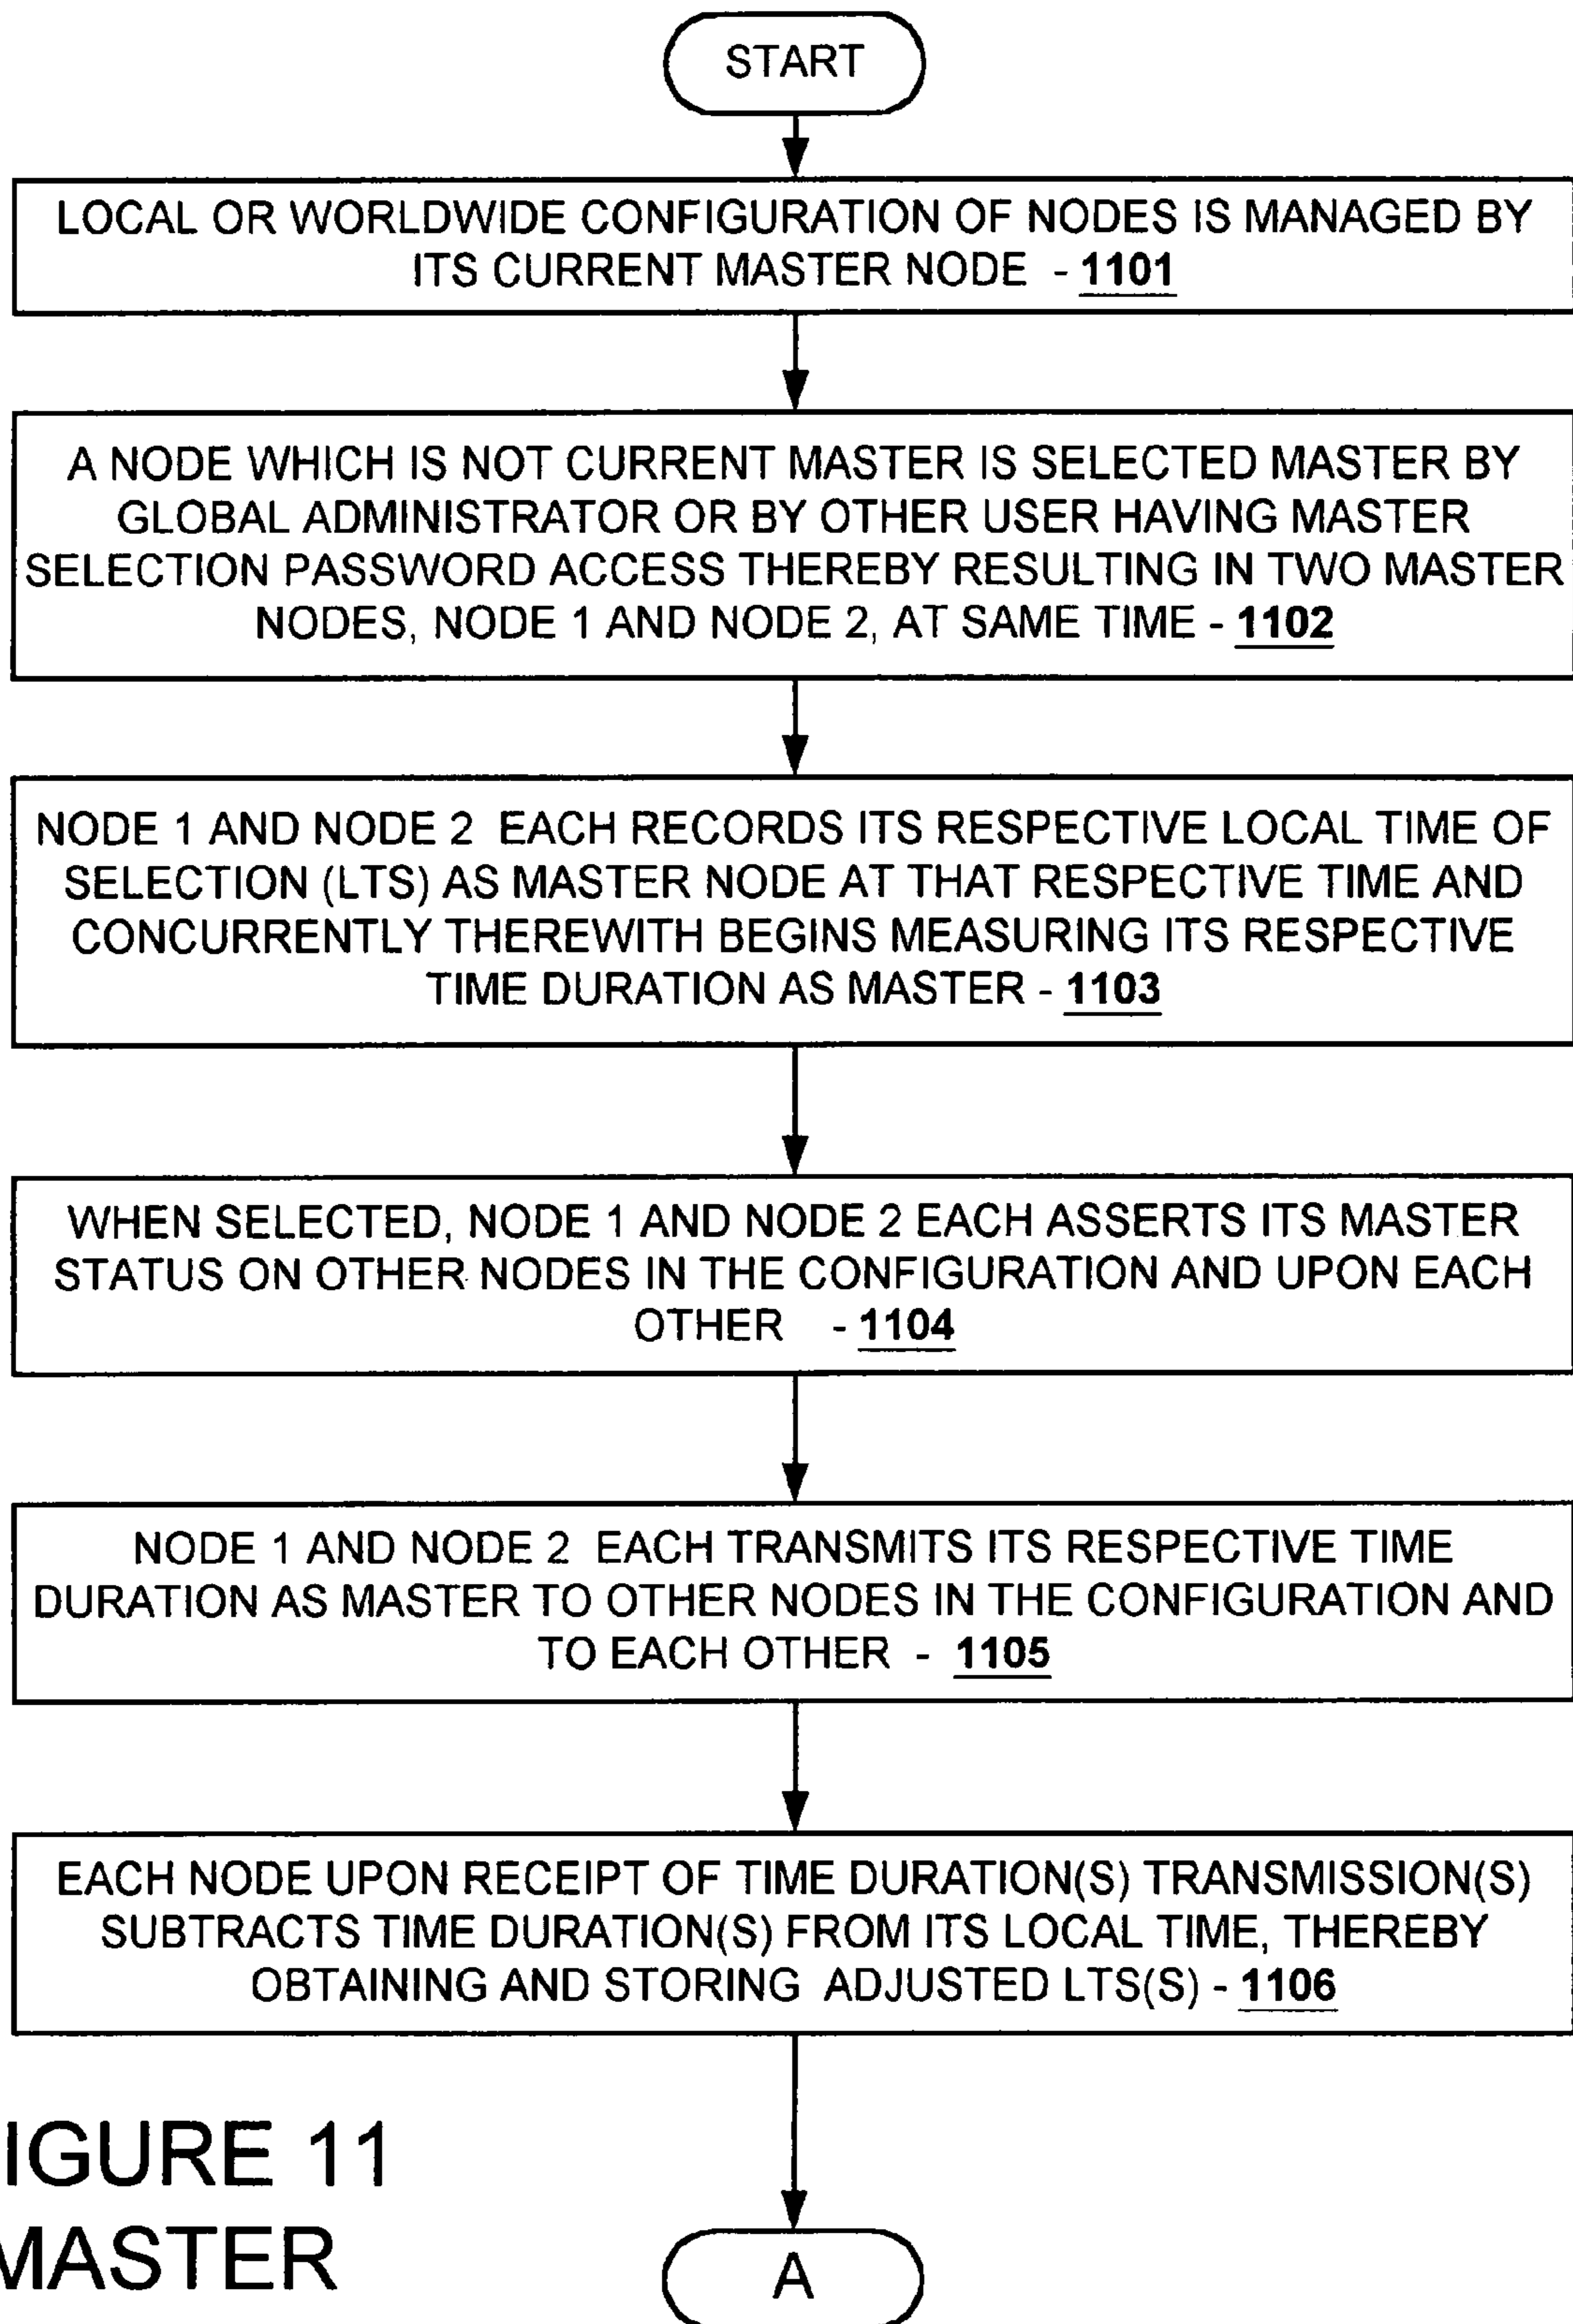 START
LOCAL OR WORLDWIDE CONFIGURATION OF NODES IS MANAGED BY
ITS CURRENT MASTER NODE - 1101
A NODE WHICH IS NOT CURRENT MASTER IS SELECTED MASTER BY
GLOBAL ADMINISTRATOR OR BY OTHER USER HAVING MASTER
SELECTION PASSWORD ACCESS THEREBY RESULTING IN TWO MASTER
NODES, NODE 1 AND NODE 2, AT SAME TIME - 1102
NODE 1 AND NODE 2 EACH RECORDS ITS RESPECTIVE LOCAL TIME OF
SELECTION (LTS) AS MASTER NODE AT THAT RESPECTIVE TIME AND
CONCURRENTLY THEREWITH BEGINS MEASURING ITS RESPECTIVE
TIME DURATION AS MASTER - 1103
WHEN SELECTED, NODE 1 AND NODE 2 EACH ASSERTS ITS MASTER
STATUS ON OTHER NODES IN THE CONFIGURATION AND UPON EACH
OTHER - 1104
NODE 1 AND NODE 2 EACH TRANSMITS ITS RESPECTIVE TIME
DURATION AS MASTER TO OTHER NODES IN THE CONFIGURATION AND
TO EACH OTHER - 1105
EACH NODE UPON RECEIPT OF TIME DURATION(S) TRANSMISSION(S)
SUBTRACTS TIME DURATION(S) FROM ITS LOCAL TIME, THEREBY
OBTAINING AND STORING ADJUSTED LTS(S) - 1106
IGURE 11
MASTER
A